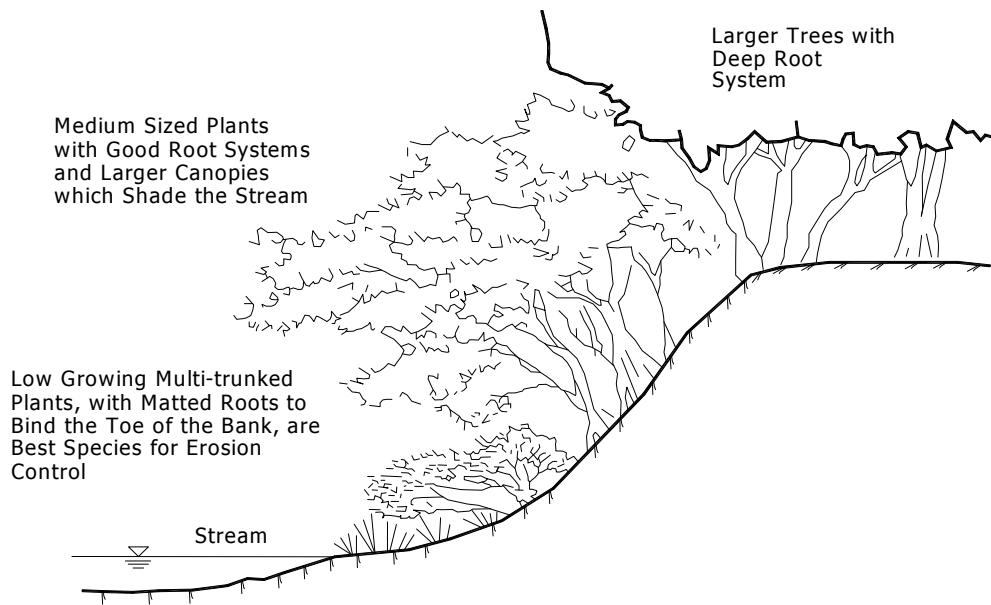 Larger Trees with
Deep Root
System
Medium Sized Plants
with Good Root Systems
and Larger Canopies
which Shade the Stream
Low Growing Multi-trunked
Plants, with Matted Roots to
Bind the Toe of the Bank, are
Best Species for Erosion
Control
Stream